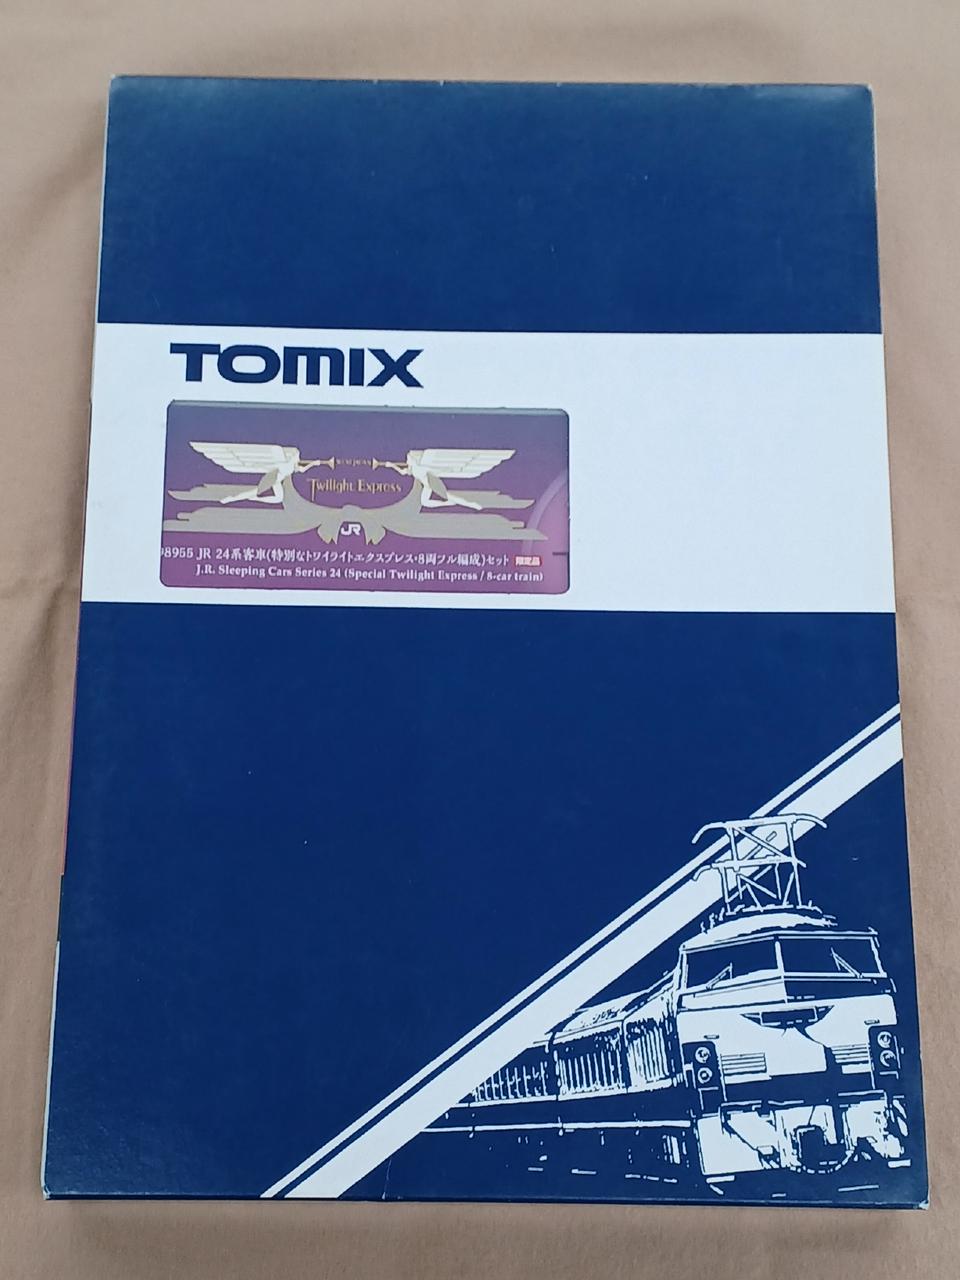 TOMIX
WEST JAPAN
Twilight Express
JR
98955 JR 24系客車(特別なトワイライトエクスプレス・8両フル編成)セット 限定品
J.R. Sleeping Cars Series 24 (Special Twilight Express / 8-car train)